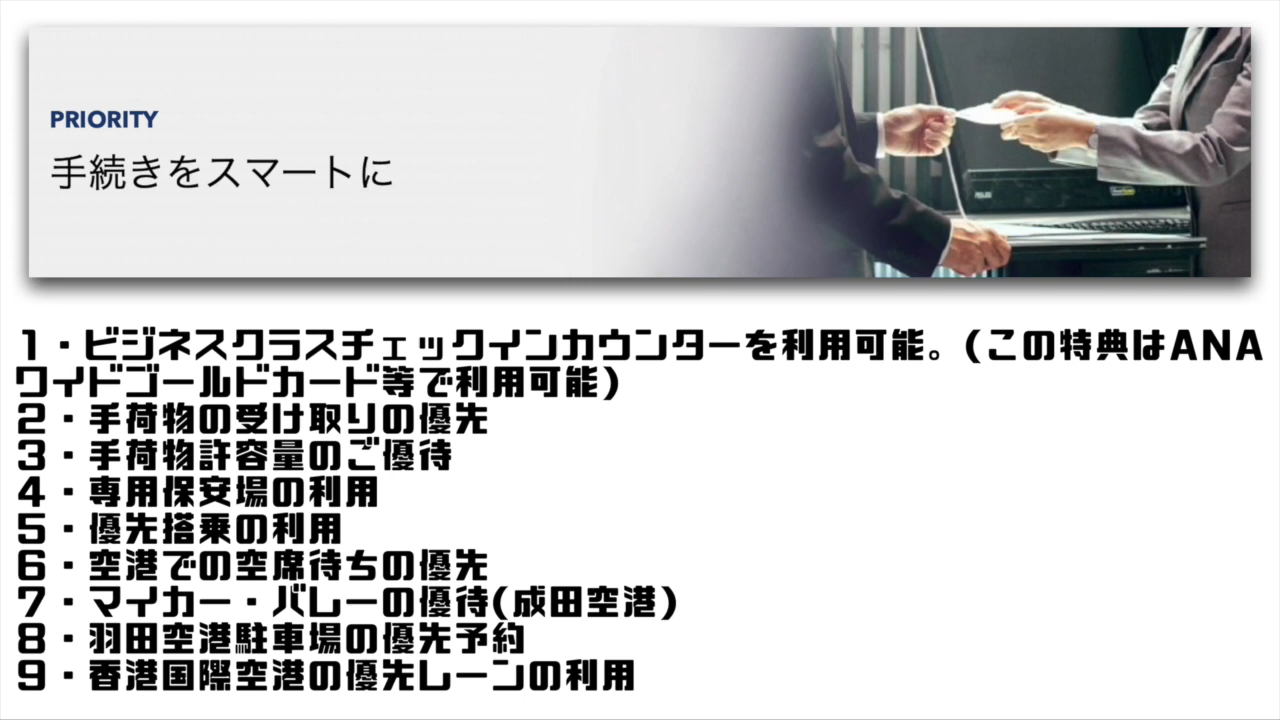 PRIORITY
手続きをスマートに
ASUS
1・ビジネスクラスチェックインカウンターを利用可能。(この特典はANA
ワイドゴールドカード等で利用可能)
2・手荷物の受け取りの優先
3・手荷物許容量のご優待
4・専用保安場の利用
5・優先搭乗の利用
6・空港での空席待ちの優先
7・マイカー・バレーの優待(成田空港)
8・羽田空港駐車場の優先予約
9・香港国際空港の優先レーンの利用